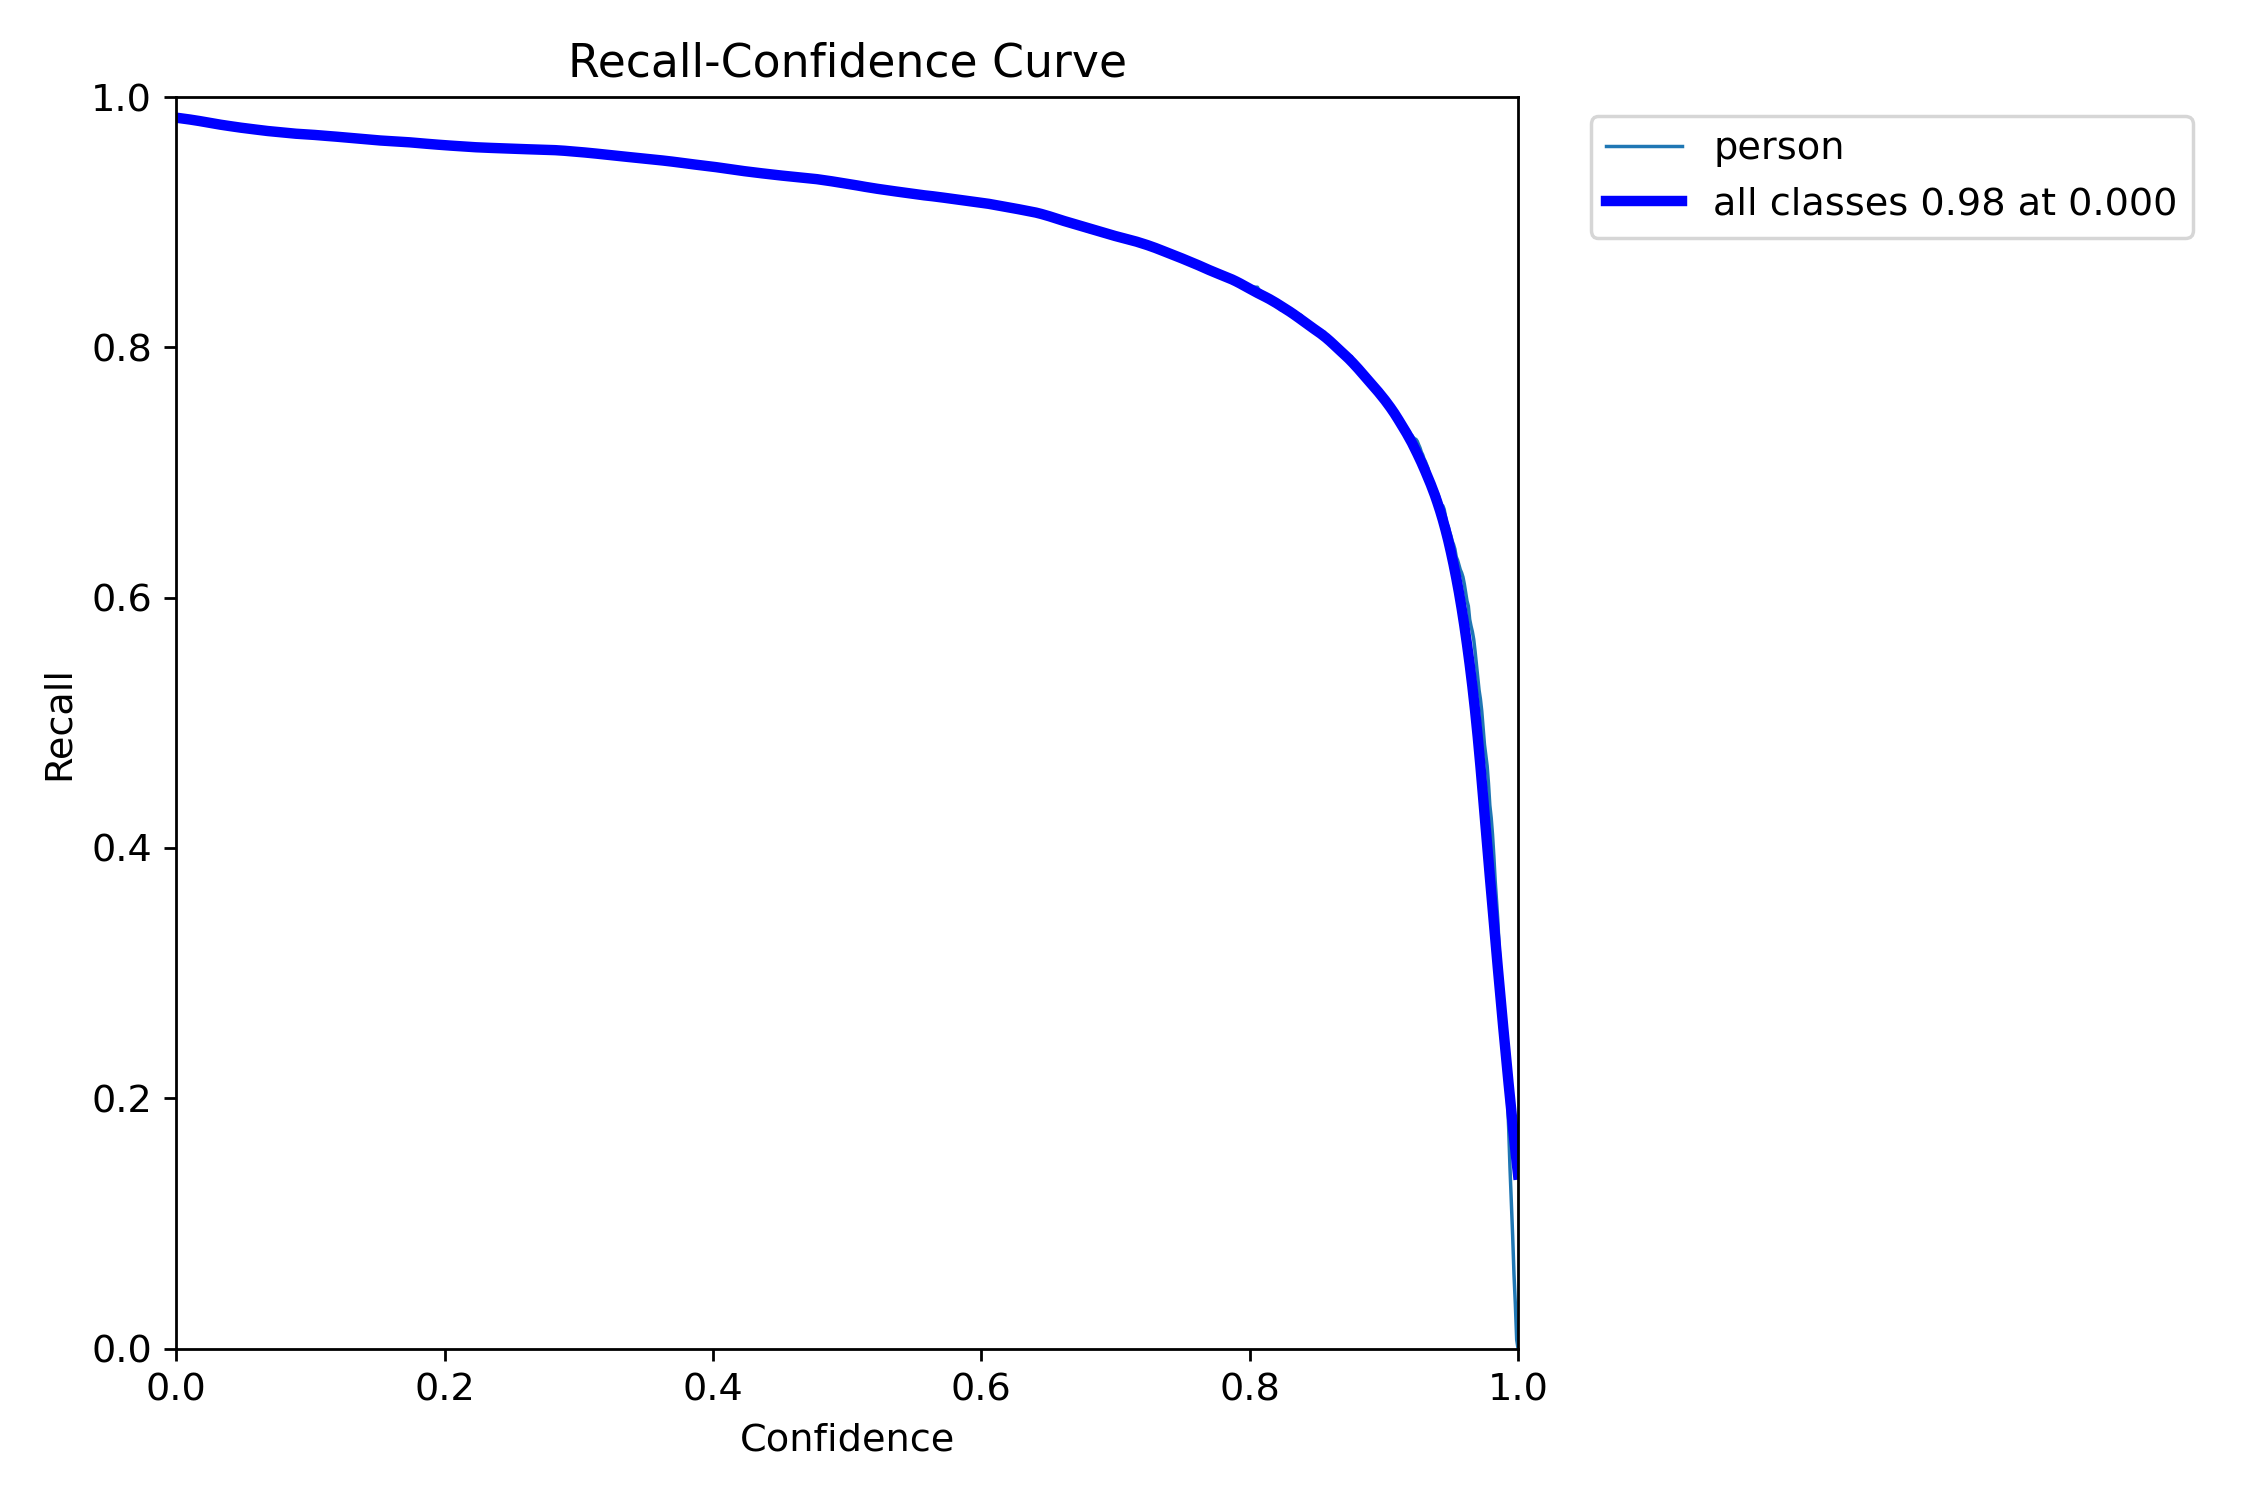 Recall-Confidence Curve
1.0
0.8
0.6
0.4
0.2
0.0
Recall
0.0 0.2 0.4 0.6 0.8 1.0
Confidence
person
all classes 0.98 at 0.000